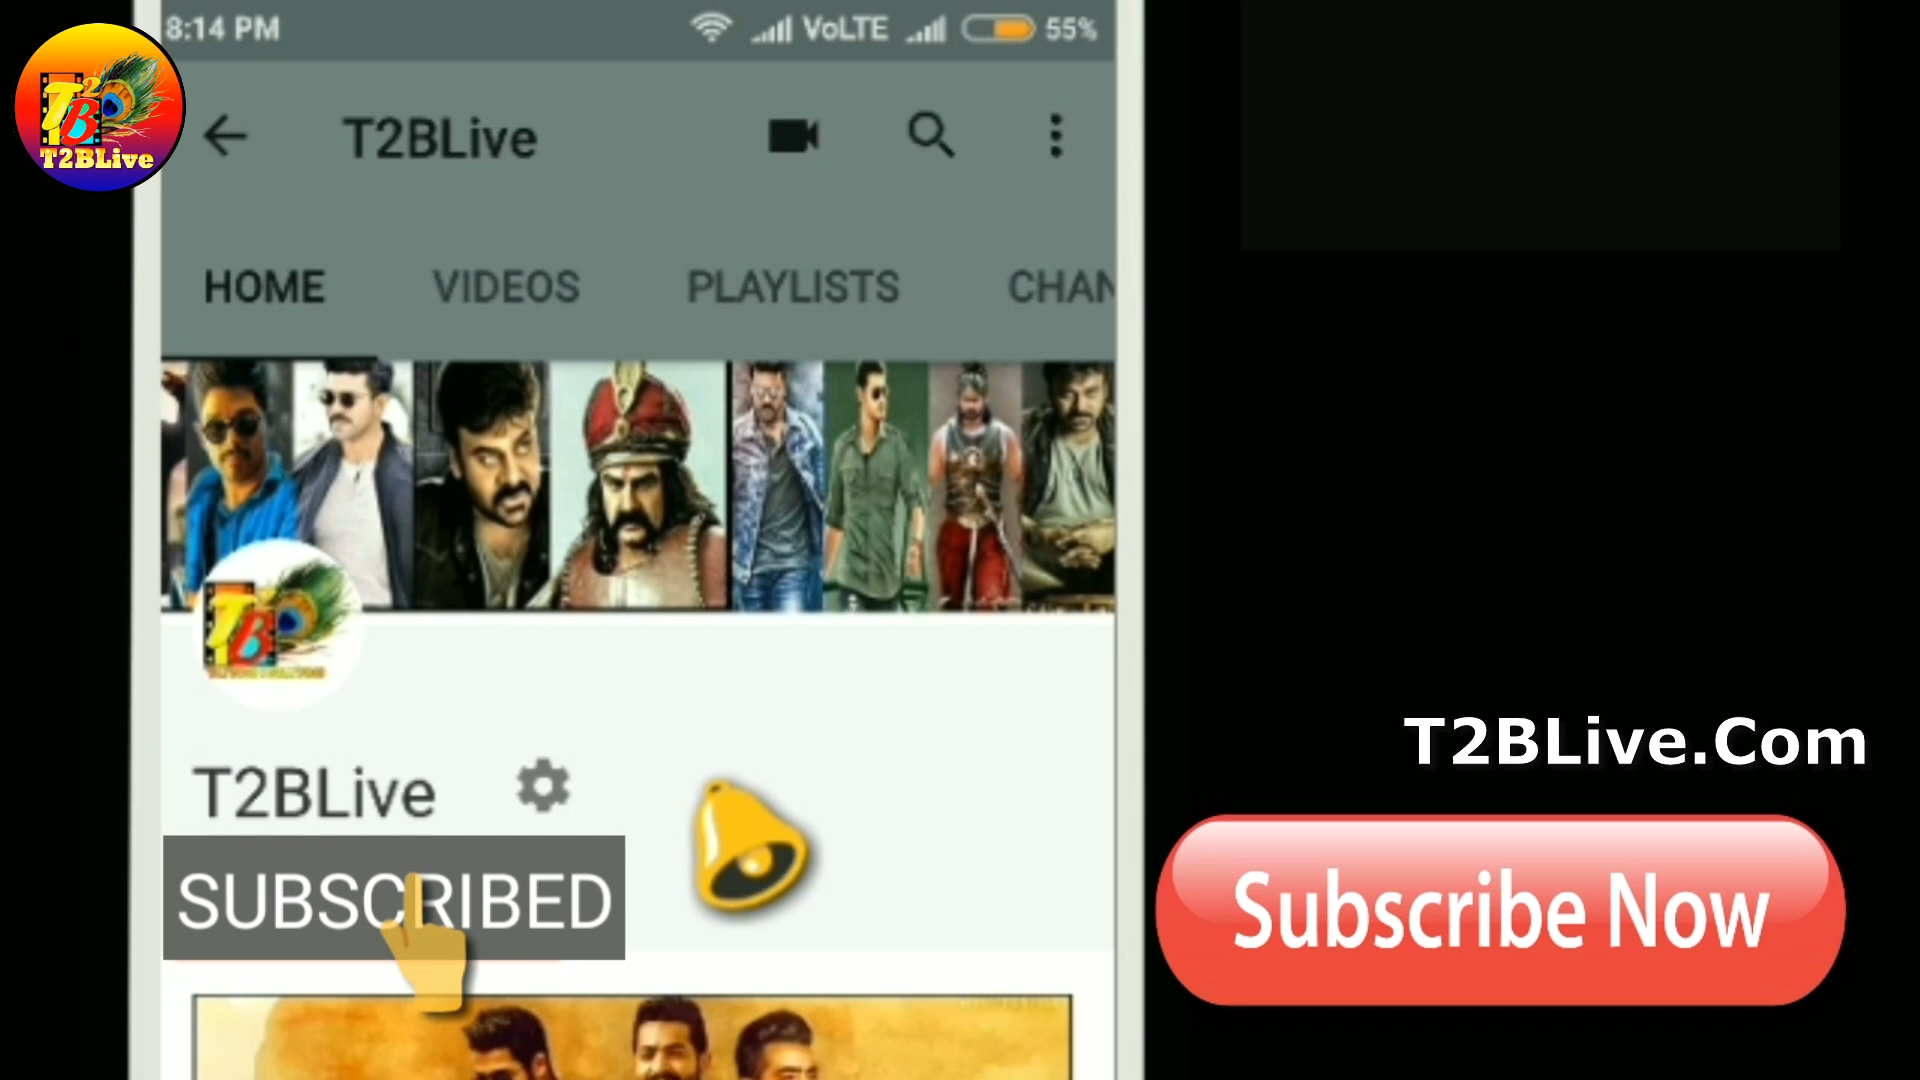 8:14 PM VoLTE 55%
T2BLive
T2BLive
HOME VIDEOS PLAYLISTS CHAN
T2BLive
SUBSCRIBED
T2BLive.Com
Subscribe Now